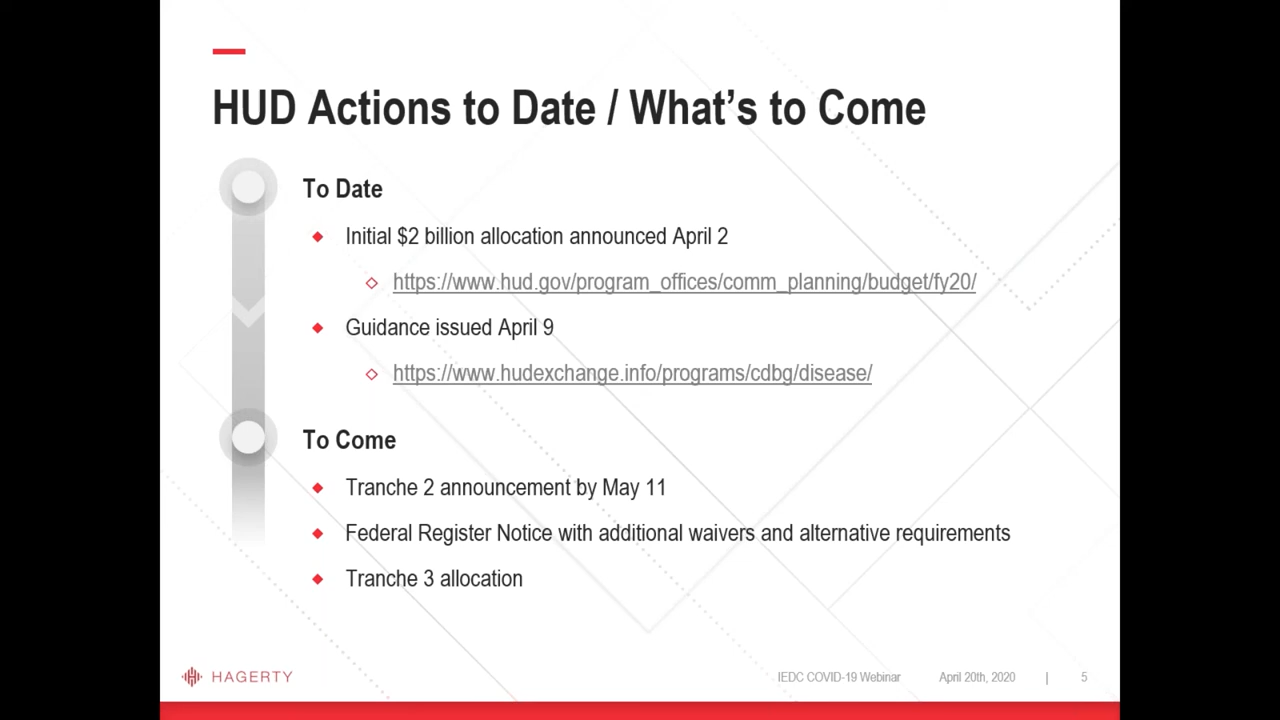 HUD Actions to Date / What's to Come
To Date
Initial $2 billion allocation announced April 2
https://www.hud.gov/program_offices/comm_planning/budget/fy20/
Guidance issued April 9
https://www.hudexchange.info/programs/cdbg/disease/
To Come
Tranche 2 announcement by May 11
Federal Register Notice with additional waivers and alternative requirements
Tranche 3 allocation
HAGERTY
IEDC COVID-19 Webinar April 20th, 2020 | 5